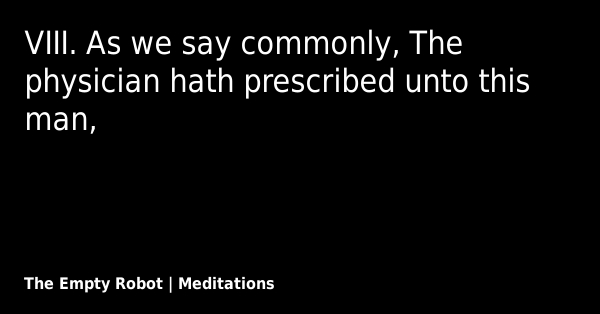 VIII. As we say commonly, The
physician hath prescribed unto this
man,
The Empty Robot | Meditations